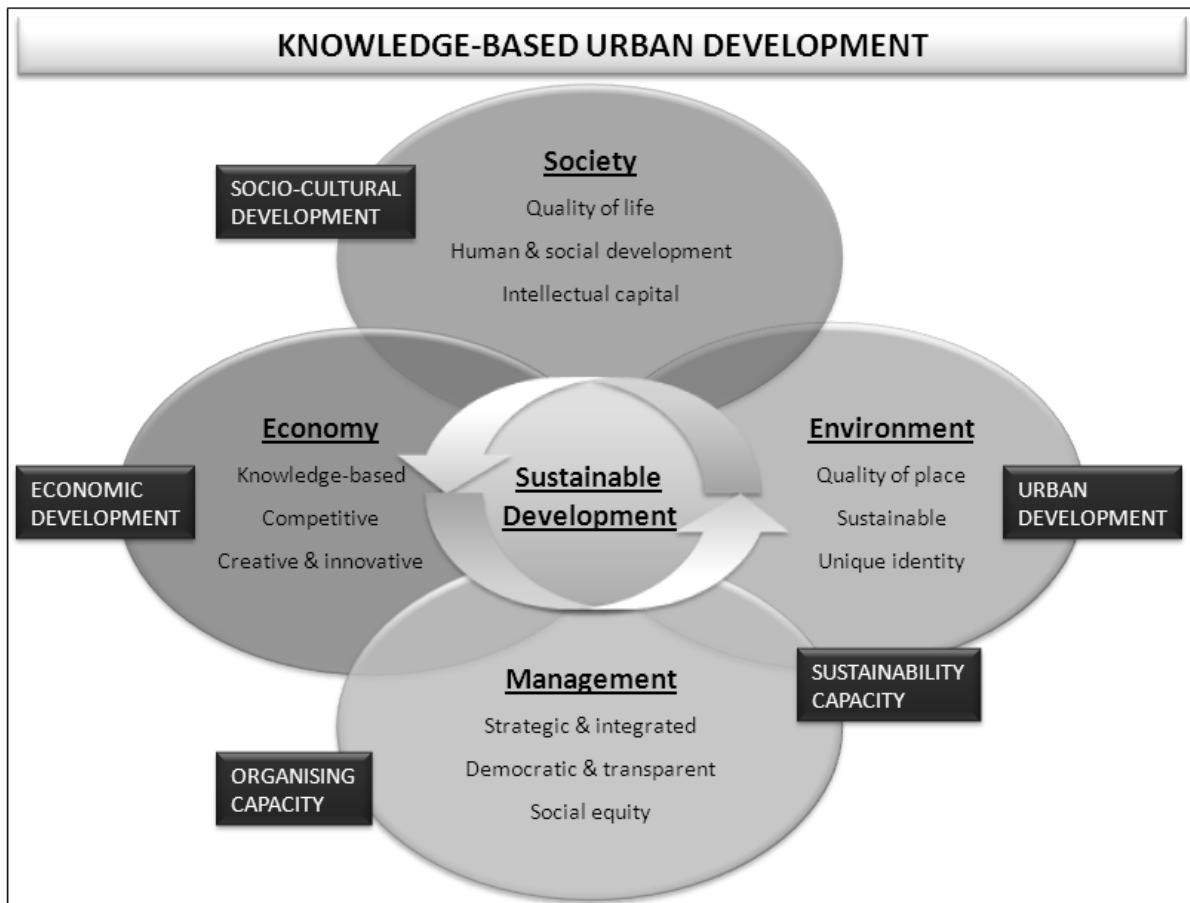 KNOWLEDGE-BASED URBAN DEVELOPMENT
Society
Quality of life
Human & social development
Intellectual capital
SOCIO-CULTURAL
DEVELOPMENT
Economy
Knowledge-based
Competitive
Creative & innovative
ECONOMIC
DEVELOPMENT
Sustainable
Development
Environment
Quality of place
Sustainable
Unique identity
URBAN
DEVELOPMENT
Management
Strategic & integrated
Democratic & transparent
Social equity
SUSTAINABILITY
CAPACITY
ORGANISING
CAPACITY